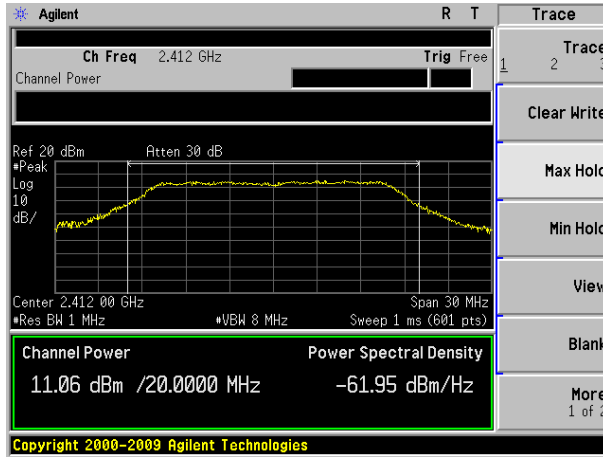 Agilent R T
Trace
Ch Freq 2.412 GHz Trig Free
Channel Power
Trace
1 2
Clear Write
Max Hold
Min Hold
View
Blank
More
1 of 2
Ref 20 dBm Atten 30 dB
#Peak
Log
10
dB/
Center 2.412 00 GHz Span 30 MHz
#Res BW 1 MHz #VBW 8 MHz Sweep 1 ms (601 pts)
Channel Power Power Spectral Density
11.06 dBm /20.0000 MHz -61.95 dBm/Hz
Copyright 2000-2009 Agilent Technologies